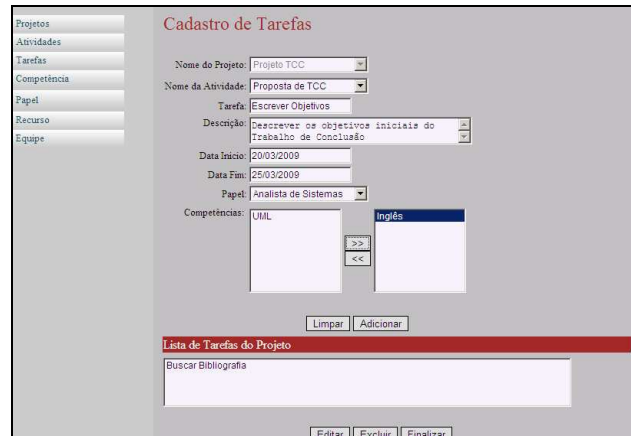 Projetos
Atividades
Tarefas
Competência
Papel
Recurso
Equipe
Cadastro de Tarefas
Nome do Projeto: Projeto TCC
Nome da Atividade: Proposta de TCC
Tarefa: Escrever Objetivos
Descrição: Descrever os objetivos iniciais do
Trabalho de Conclusão
Data Inicio: 20/03/2009
Data Fim: 25/03/2009
Papel: Analista de Sistemas
Competências: UML Inglês
>>
<<
Limpar Adicionar
Lista de Tarefas do Projeto
Buscar Bibliografia
Editar Excluir Finalizar